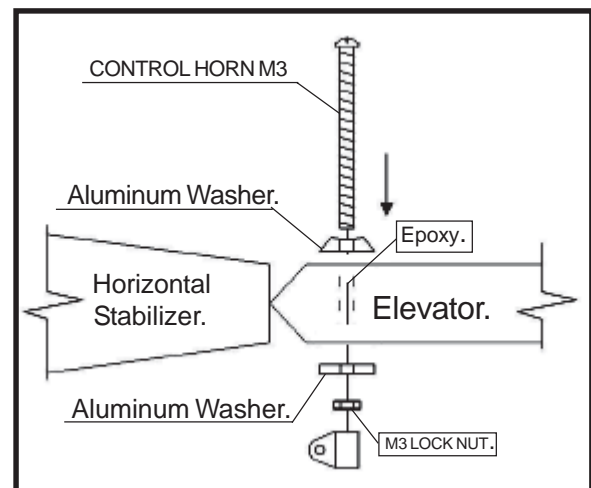 CONTROL HORN M3
Aluminum Washer.
Epoxy.
Horizontal
Stabilizer.
Elevator.
Aluminum Washer.
M3 LOCK NUT.